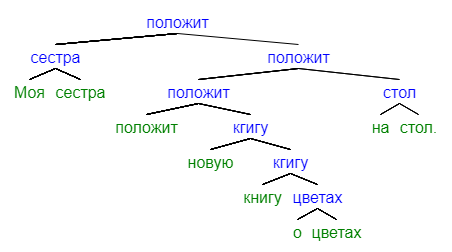 положит
сестра положит
Моя сестра положит стол
положит кгигу на стол.
новую кгигу
книгу цветах
о цветах